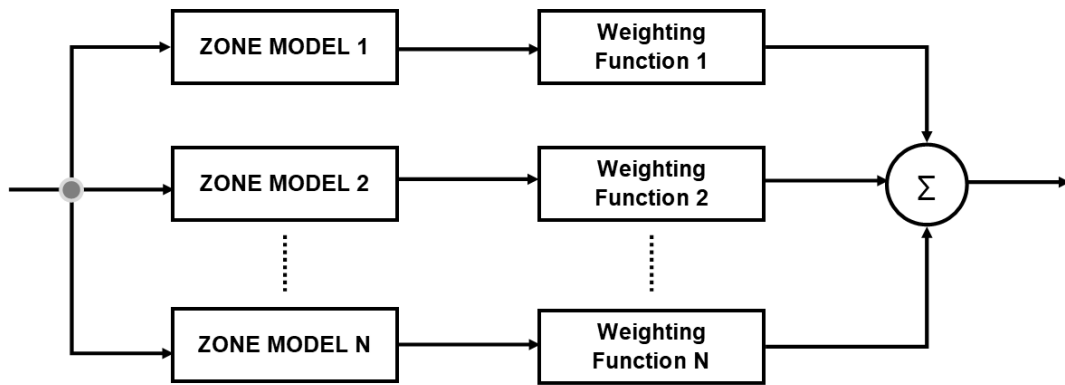 ZONE MODEL 1
Weighting
Function 1
ZONE MODEL 2
Weighting
Function 2
Σ
ZONE MODEL N
Weighting
Function N